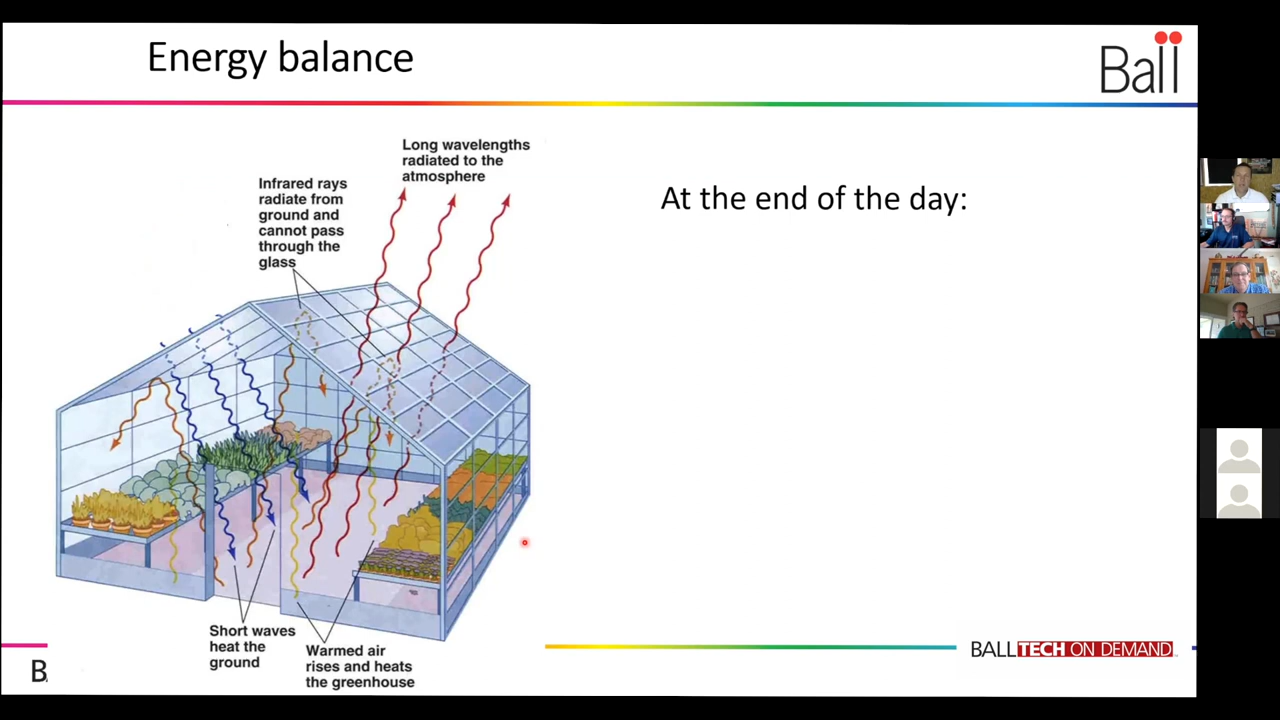 Energy balance
Ball
Long wavelengths
radiated to the
atmosphere
Infrared rays
radiate from
ground and
cannot pass
through the
glass
At the end of the day:
Short waves
heat the
ground
Warmed air
rises and heats
the greenhouse
B
BALLTECH ON DEMAND